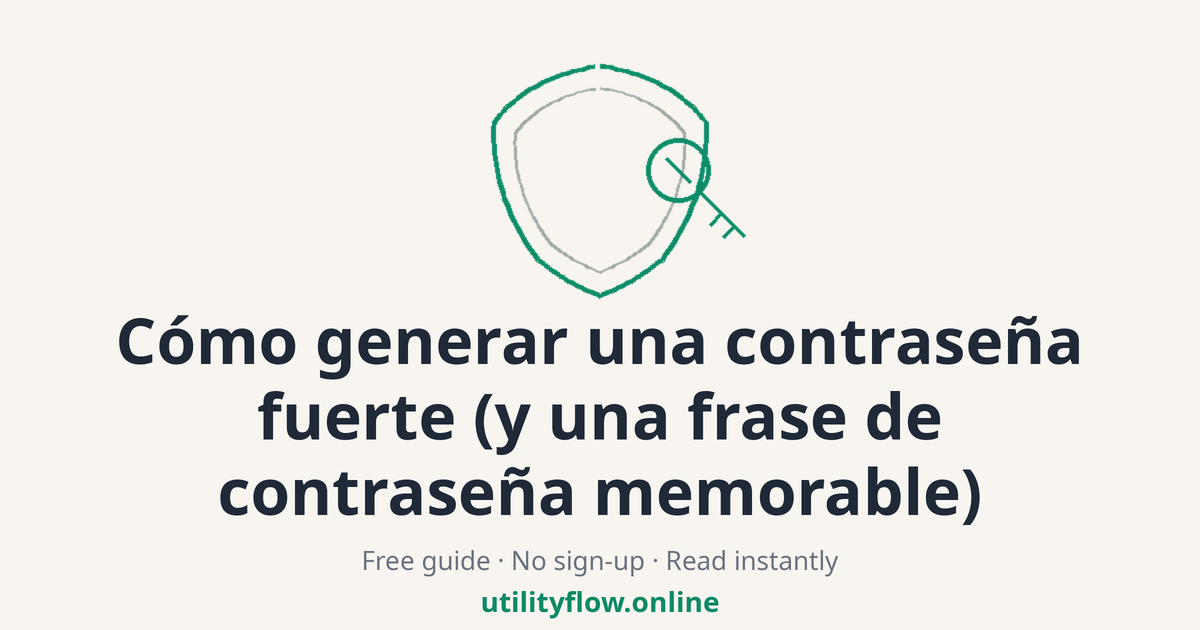 Cómo generar una contraseña
fuerte (y una frase de
contraseña memorable)
Free guide · No sign-up · Read instantly
utilityflow.online